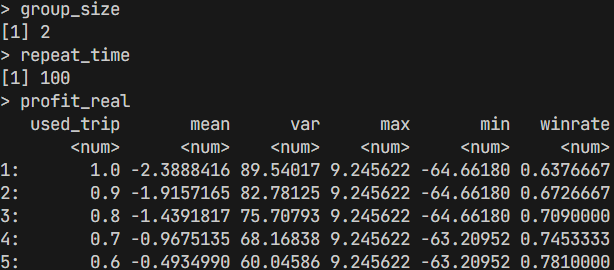 > group_size
[1] 2
> repeat_time
[1] 100
> profit_real
   used_trip       mean      var      max       min   winrate
       <num>      <num>    <num>    <num>     <num>     <num>
1:       1.0 -2.3888416 89.54017 9.245622 -64.66180 0.6376667
2:       0.9 -1.9157165 82.78125 9.245622 -64.66180 0.6726667
3:       0.8 -1.4391817 75.70793 9.245622 -64.66180 0.7090000
4:       0.7 -0.9675135 68.16838 9.245622 -63.20952 0.7453333
5:       0.6 -0.4934990 60.04586 9.245622 -63.20952 0.7810000